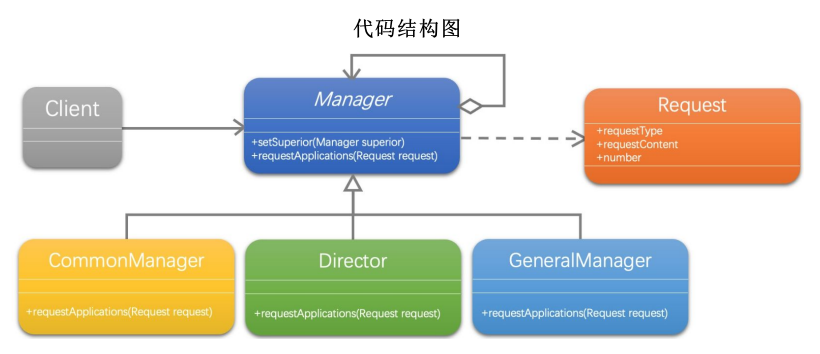 代码结构图
Client
Manager
+setSuperior(Manager superior)
+requestApplications(Request request)
Request
+requestType
+requestContent
+number
CommonManager
+requestApplications(Request request)
Director
+requestApplications(Request request)
GeneralManager
+requestApplications(Request request)